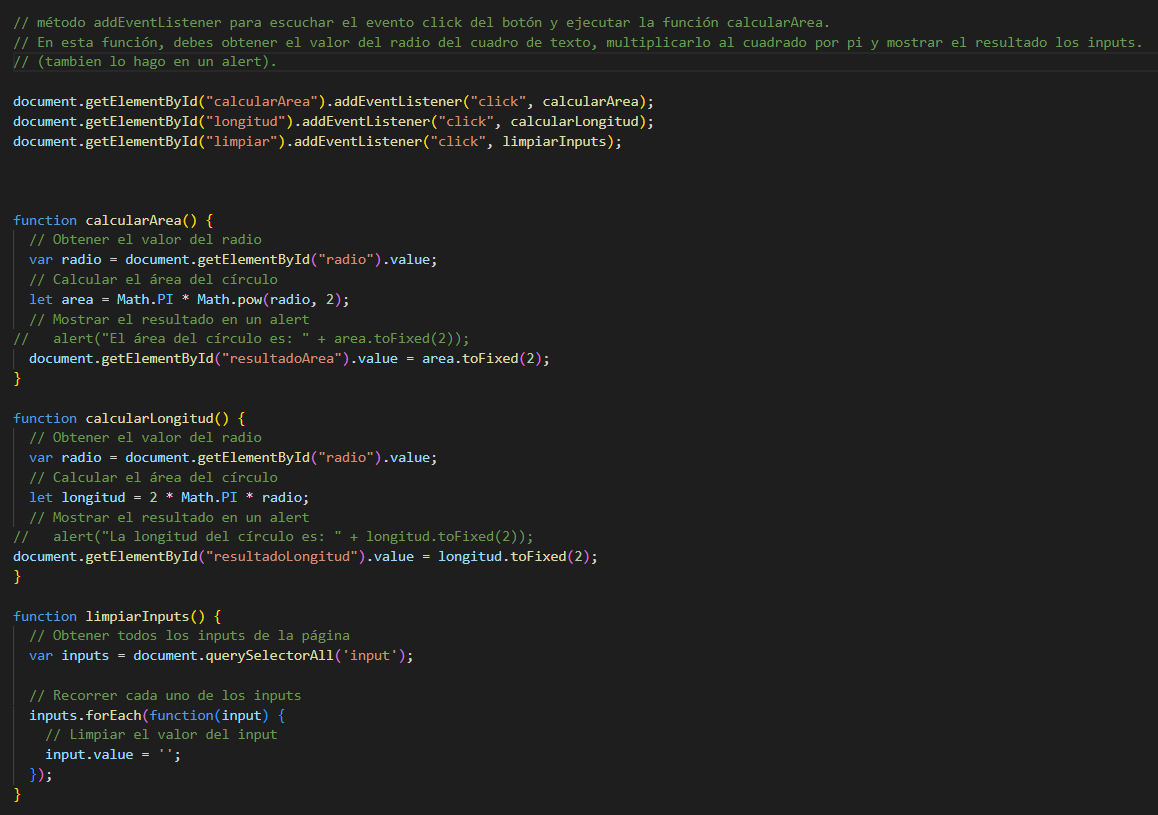 // método addEventListener para escuchar el evento click del botón y ejecutar la función calcularArea.
// En esta función, debes obtener el valor del radio del cuadro de texto, multiplicarlo al cuadrado por pi y mostrar el resultado los inputs.
// (tambien lo hago en un alert).

document.getElementById("calcularArea").addEventListener("click", calcularArea);
document.getElementById("longitud").addEventListener("click", calcularLongitud);
document.getElementById("limpiar").addEventListener("click", limpiarInputs);

function calcularArea() {
  // Obtener el valor del radio
  var radio = document.getElementById("radio").value;
  // Calcular el área del círculo
  let area = Math.PI * Math.pow(radio, 2);
  // Mostrar el resultado en un alert
//   alert("El área del círculo es: " + area.toFixed(2));
  document.getElementById("resultadoArea").value = area.toFixed(2);
}

function calcularLongitud() {
  // Obtener el valor del radio
  var radio = document.getElementById("radio").value;
  // Calcular el área del círculo
  let longitud = 2 * Math.PI * radio;
  // Mostrar el resultado en un alert
//   alert("La longitud del círculo es: " + longitud.toFixed(2));
document.getElementById("resultadoLongitud").value = longitud.toFixed(2);
}

function limpiarInputs() {
  // Obtener todos los inputs de la página
  var inputs = document.querySelectorAll('input');

  // Recorrer cada uno de los inputs
  inputs.forEach(function(input) {
    // Limpiar el valor del input
    input.value = '';
  });
}